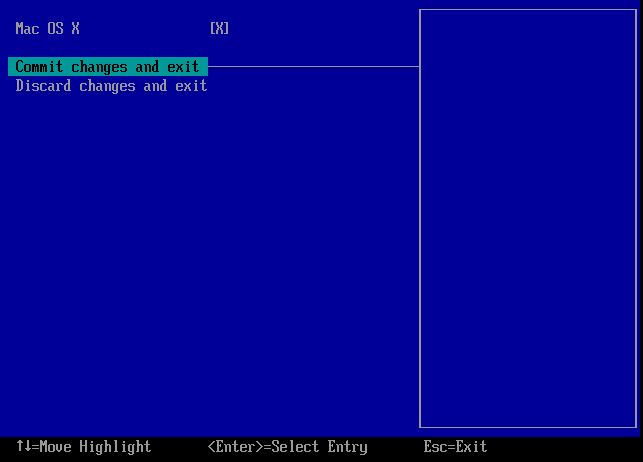 Mac OS X [X]
Commit changes and exit
Discard changes and exit
↑↓=Move Highlight <Enter>=Select Entry Esc=Exit